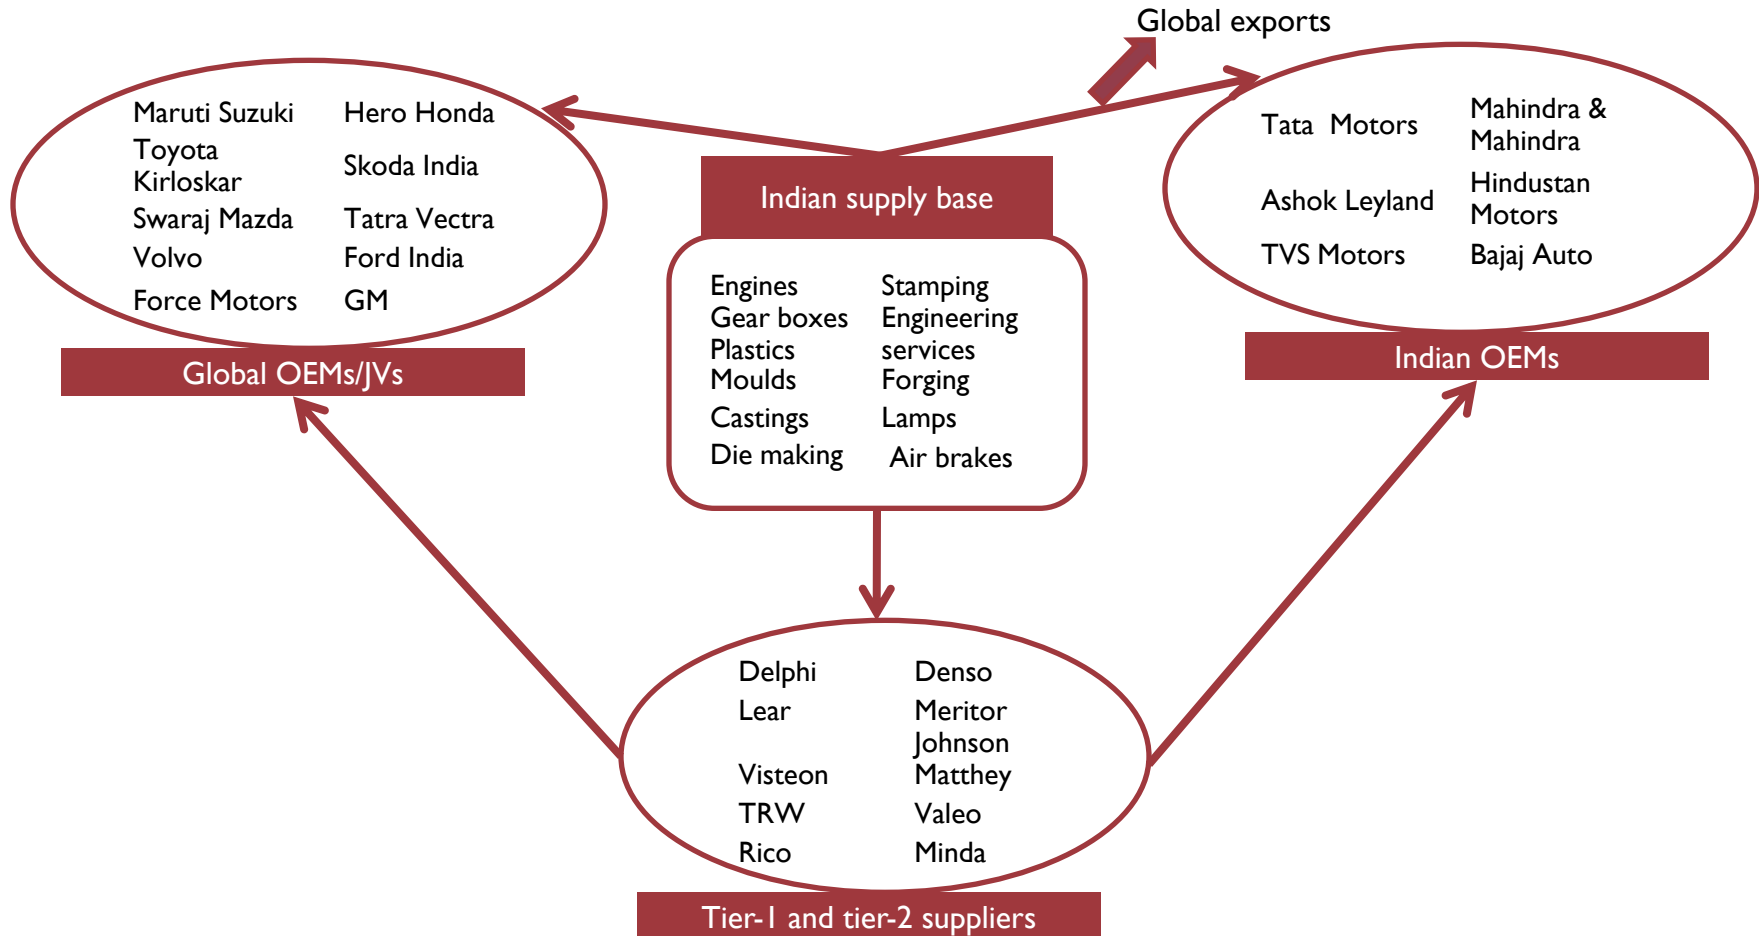 Global exports
Maruti Suzuki
Hero Honda
Toyota
Kirloskar
Skoda India
Swaraj Mazda
Tatra Vectra
Volvo
Ford India
Force Motors
GM
Global OEMs/JVs
Indian supply base
Engines
Gear boxes
Plastics
Moulds
Castings
Die making
Stamping
Engineering
services
Forging
Lamps
Air brakes
Tata Motors
Mahindra &
Mahindra
Ashok Leyland
Hindustan
Motors
TVS Motors
Bajaj Auto
Indian OEMs
Delphi
Denso
Lear
Meritor
Johnson
Visteon
Matthey
TRW
Valeo
Rico
Minda
Tier-1 and tier-2 suppliers